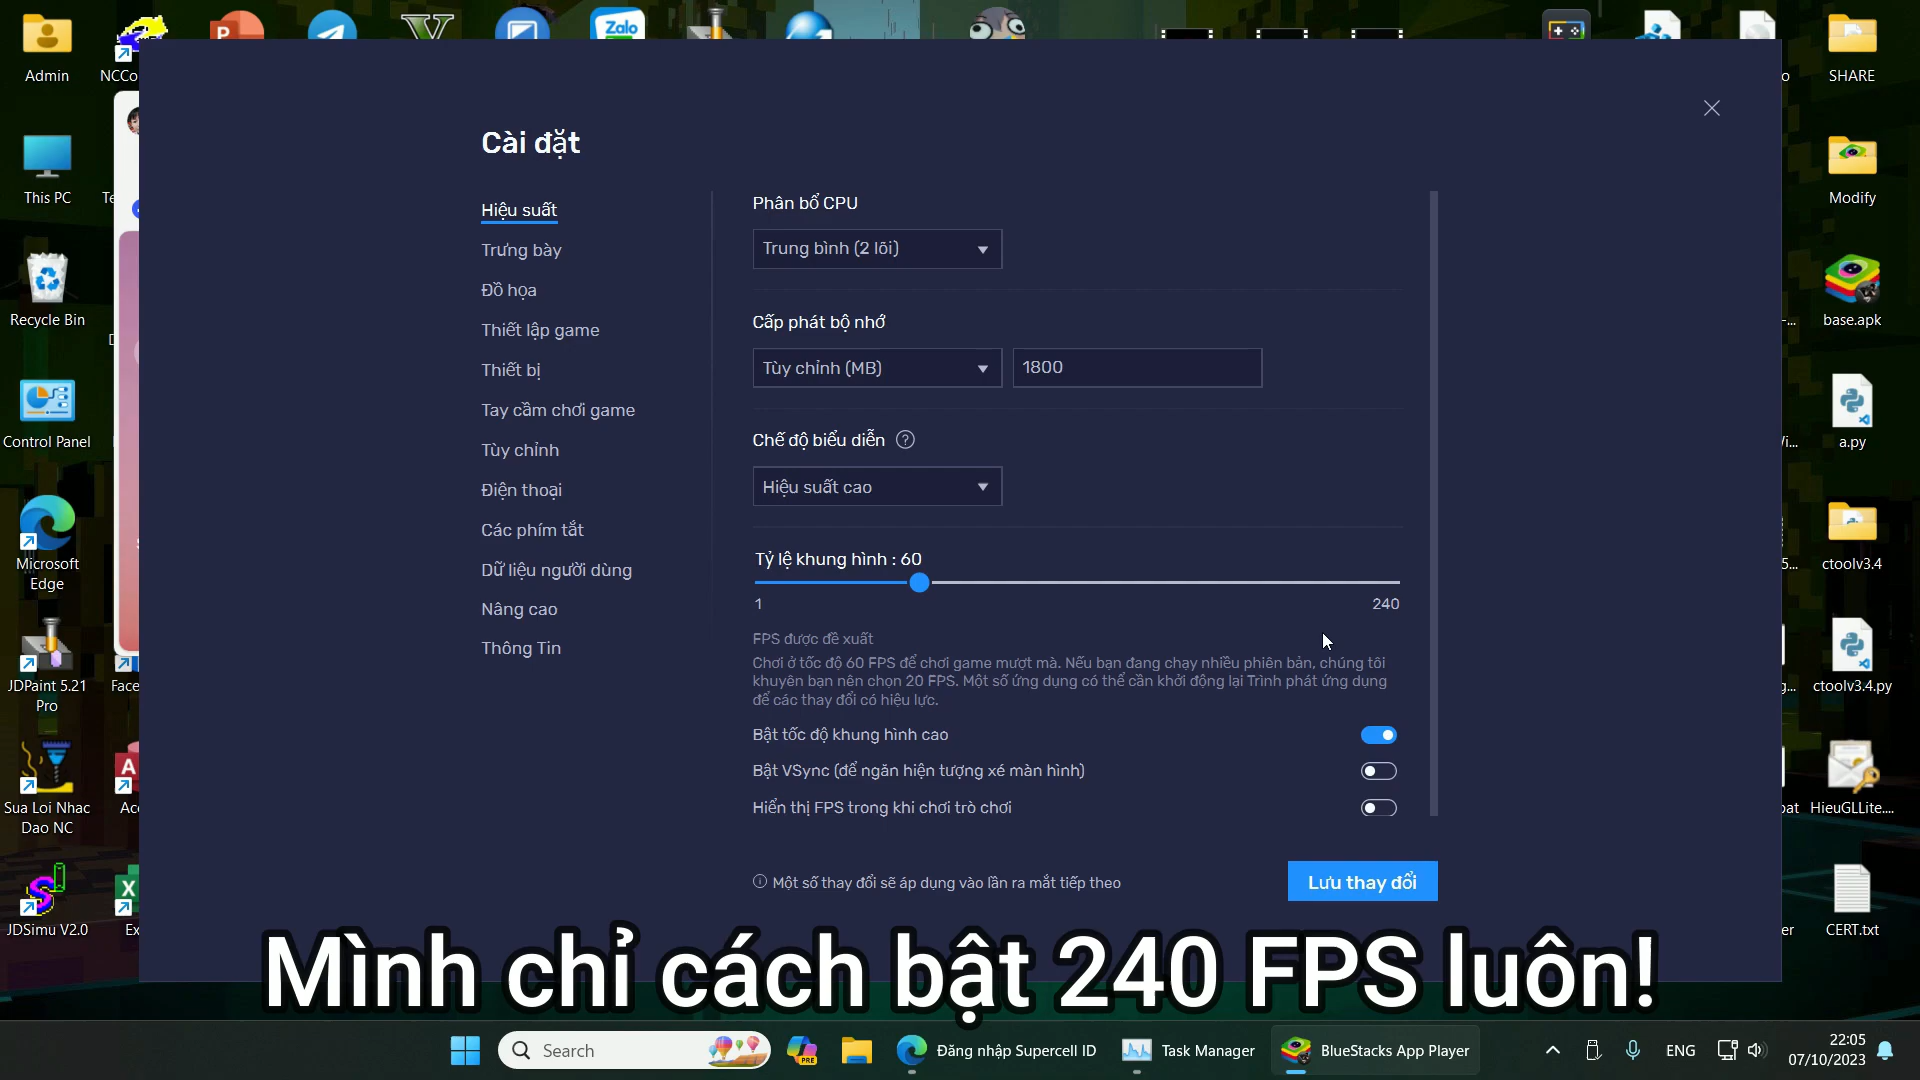 Admin
NCCo
Zalo
SHARE
This PC
Modify
Recycle Bin
base.apk
Control Panel
a.py
Microsoft
Edge
ctoolv3.4
JDPaint 5.21
Pro
Face
ctoolv3.4.py
Sua Loi Nhac
Dao NC
Acc
HieuGLLite....
JDSimu V2.0
Ex
CERT.txt
Cài đặt
Hiệu suất
Trưng bày
Đồ họa
Thiết lập game
Thiết bị
Tay cầm chơi game
Tùy chỉnh
Điện thoại
Các phím tắt
Dữ liệu người dùng
Nâng cao
Thông Tin
Phân bổ CPU
Trung bình (2 lõi)
Cấp phát bộ nhớ
Tùy chỉnh (MB)
1800
Chế độ biểu diễn
Hiệu suất cao
Tỷ lệ khung hình : 60
1
240
FPS được đề xuất
Chơi ở tốc độ 60 FPS để chơi game mượt mà. Nếu bạn đang chạy nhiều phiên bản, chúng tôi
khuyên bạn nên chọn 20 FPS. Một số ứng dụng có thể cần khởi động lại Trình phát ứng dụng
để các thay đổi có hiệu lực.
Bật tốc độ khung hình cao
Bật VSync (để ngăn hiện tượng xé màn hình)
Hiển thị FPS trong khi chơi trò chơi
Một số thay đổi sẽ áp dụng vào lần ra mắt tiếp theo
Lưu thay đổi
Mình chỉ cách bật 240 FPS luôn!
Search
PRE
Đăng nhập Supercell ID
Task Manager
BlueStacks App Player
ENG
22:05
07/10/2023